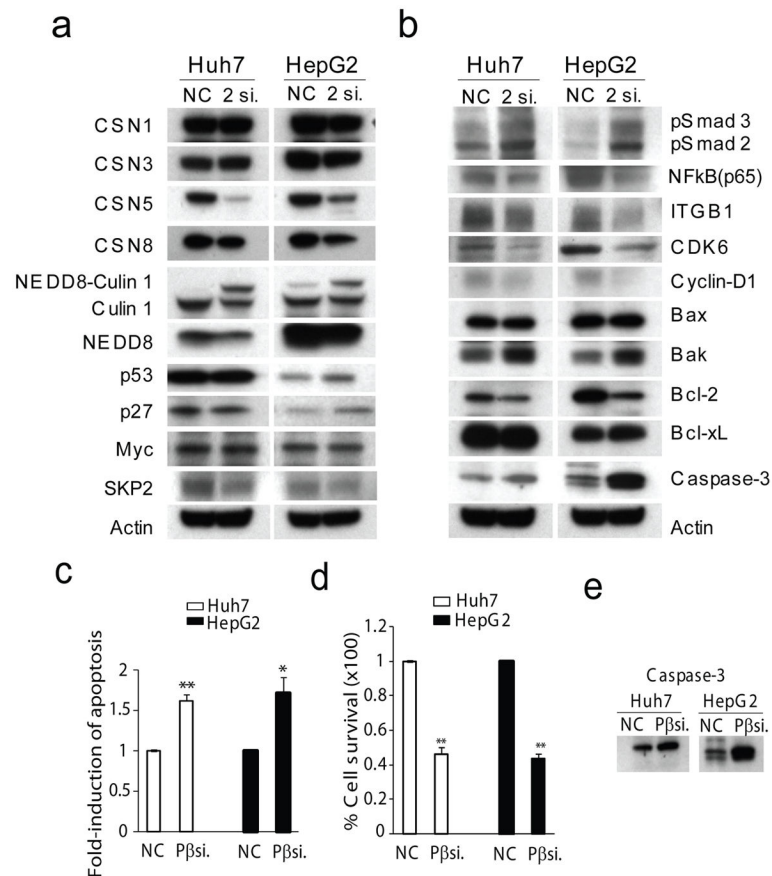 a
Huh7 HepG2
NC 2 si. NC 2 si.
CSN1
CSN3
CSN5
CSN8
NEDD8-Culin 1
Culin 1
NEDD8
p53
p27
Myc
SKP2
Actin
b
Huh7 HepG2
NC 2 si. NC 2 si.
pSmad 3
pSmad 2
NFkB(p65)
ITGB1
CDK6
Cyclin-D1
Bax
Bak
Bcl-2
Bcl-xL
Caspase-3
Actin
c
Huh7
HepG2
Fold-induction of apoptosis
2
1.5
1
0.5
0
** *
NC Pβsi. NC Pβsi.
d
Huh7
HepG2
% Cell survival (x100)
1.2
1
0.8
0.6
0.4
0.2
0
** **
NC Pβsi. NC Pβsi.
e
Caspase-3
Huh7 HepG2
NC Pβsi. NC Pβsi.